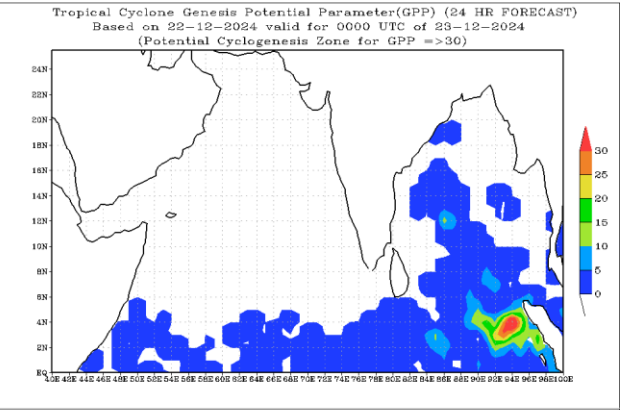 Tropical Cyclone Genesis Potential Parameter(GPP) (24 HR FORECAST)
Based on 22-12-2024 valid for 0000 UTC of 23-12-2024
(Potential Cyclogenesis Zone for GPP =>30)
24N
22N
20N
18N
16N
14N
12N
10N
8N
6N
4N
2N
EQ
40E 42E 44E 46E 48E 50E 52E 54E 56E 58E 60E 62E 64E 66E 68E 70E 72E 74E 76E 78E 80E 82E 84E 86E 88E 90E 92E 94E 96E 98E 100E
30
25
20
15
10
5
0